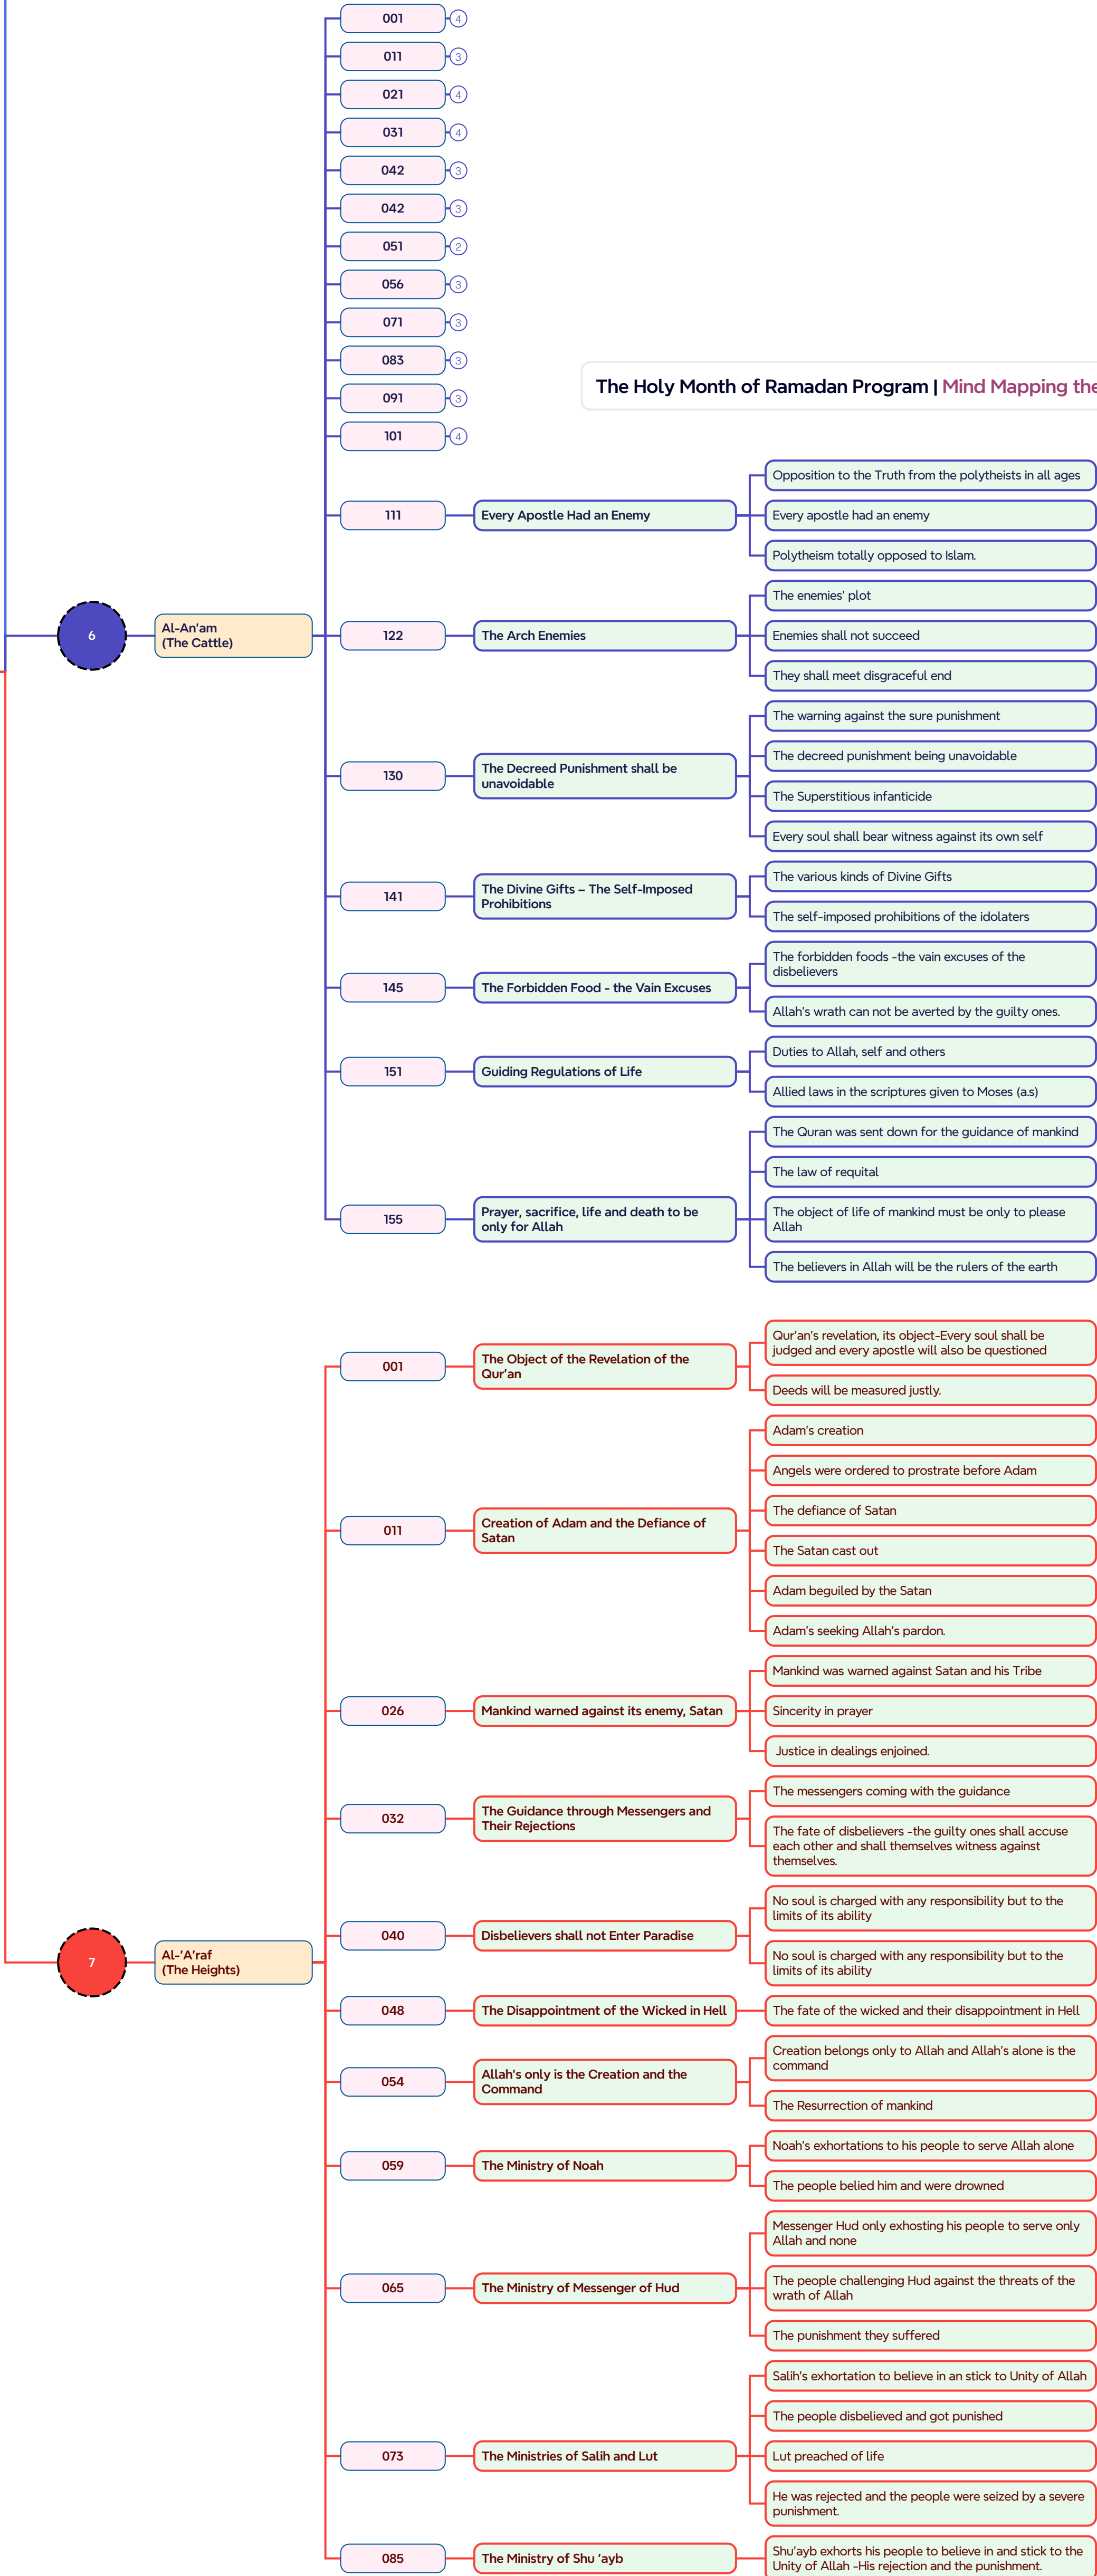 001 4
011 3
021 4
031 4
042 3
042 3
051 2
056 3
071 3
083 3
091 3
101 4
The Holy Month of Ramadan Program | Mind Mapping the
6
Al-An'am
(The Cattle)
111
Every Apostle Had an Enemy
Opposition to the Truth from the polytheists in all ages
Every apostle had an enemy
Polytheism totally opposed to Islam.
122
The Arch Enemies
The enemies' plot
Enemies shall not succeed
They shall meet disgraceful end
130
The Decreed Punishment shall be
unavoidable
The warning against the sure punishment
The decreed punishment being unavoidable
The Superstitious infanticide
Every soul shall bear witness against its own self
141
The Divine Gifts – The Self-Imposed
Prohibitions
The various kinds of Divine Gifts
The self-imposed prohibitions of the idolaters
145
The Forbidden Food - the Vain Excuses
The forbidden foods -the vain excuses of the
disbelievers
Allah's wrath can not be averted by the guilty ones.
151
Guiding Regulations of Life
Duties to Allah, self and others
Allied laws in the scriptures given to Moses (a.s)
155
Prayer, sacrifice, life and death to be
only for Allah
The Quran was sent down for the guidance of mankind
The law of requital
The object of life of mankind must be only to please
Allah
The believers in Allah will be the rulers of the earth
7
Al-'A'raf
(The Heights)
001
The Object of the Revelation of the
Qur'an
Qur'an's revelation, its object-Every soul shall be
judged and every apostle will also be questioned
Deeds will be measured justly.
011
Creation of Adam and the Defiance of
Satan
Adam's creation
Angels were ordered to prostrate before Adam
The defiance of Satan
The Satan cast out
Adam beguiled by the Satan
Adam's seeking Allah's pardon.
026
Mankind warned against its enemy, Satan
Mankind was warned against Satan and his Tribe
Sincerity in prayer
Justice in dealings enjoined.
032
The Guidance through Messengers and
Their Rejections
The messengers coming with the guidance
The fate of disbelievers -the guilty ones shall accuse
each other and shall themselves witness against
themselves.
040
Disbelievers shall not Enter Paradise
No soul is charged with any responsibility but to the
limits of its ability
No soul is charged with any responsibility but to the
limits of its ability
048
The Disappointment of the Wicked in Hell
The fate of the wicked and their disappointment in Hell
054
Allah's only is the Creation and the
Command
Creation belongs only to Allah and Allah's alone is the
command
The Resurrection of mankind
059
The Ministry of Noah
Noah's exhortations to his people to serve Allah alone
The people belied him and were drowned
065
The Ministry of Messenger of Hud
Messenger Hud only exhosting his people to serve only
Allah and none
The people challenging Hud against the threats of the
wrath of Allah
The punishment they suffered
073
The Ministries of Salih and Lut
Salih's exhortation to believe in an stick to Unity of Allah
The people disbelieved and got punished
Lut preached of life
He was rejected and the people were seized by a severe
punishment.
085
The Ministry of Shu 'ayb
Shu'ayb exhorts his people to believe in and stick to the
Unity of Allah -His rejection and the punishment.